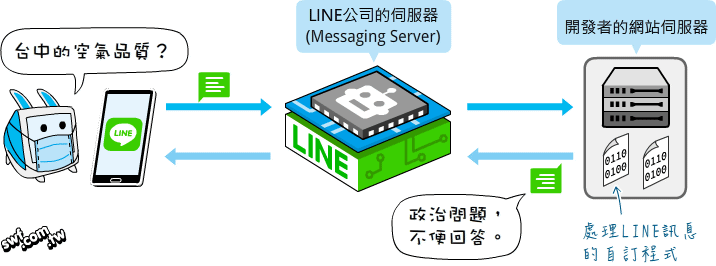 台中的空氣品質？
LINE
LINE公司的伺服器
(Messaging Server)
LINE
開發者的網站伺服器
0110
0100
0110
0100
政治問題，
不便回答。
處理LINE訊息
的自訂程式
swf.com.tw